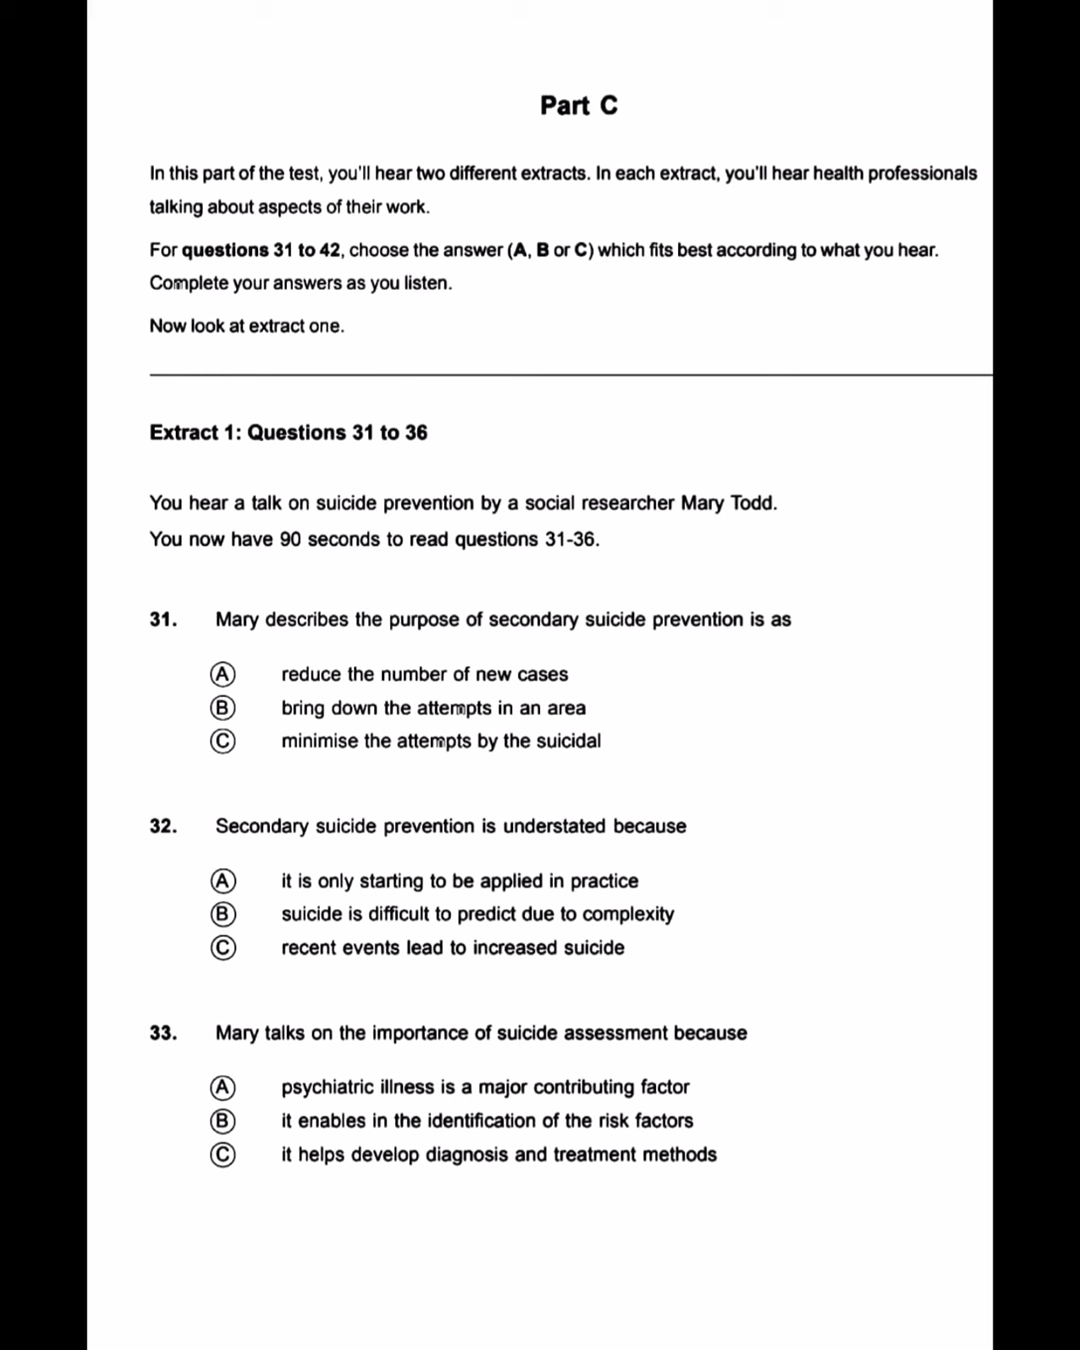 Part C
In this part of the test, you'll hear two different extracts. In each extract, you'll hear health professionals
talking about aspects of their work.
For questions 31 to 42, choose the answer (A, B or C) which fits best according to what you hear.
Complete your answers as you listen.
Now look at extract one.
Extract 1: Questions 31 to 36
You hear a talk on suicide prevention by a social researcher Mary Todd.
You now have 90 seconds to read questions 31-36.
31. Mary describes the purpose of secondary suicide prevention is as
A reduce the number of new cases
B bring down the attempts in an area
C minimise the attempts by the suicidal
32. Secondary suicide prevention is understated because
A it is only starting to be applied in practice
B suicide is difficult to predict due to complexity
C recent events lead to increased suicide
33. Mary talks on the importance of suicide assessment because
A psychiatric illness is a major contributing factor
B it enables in the identification of the risk factors
C it helps develop diagnosis and treatment methods